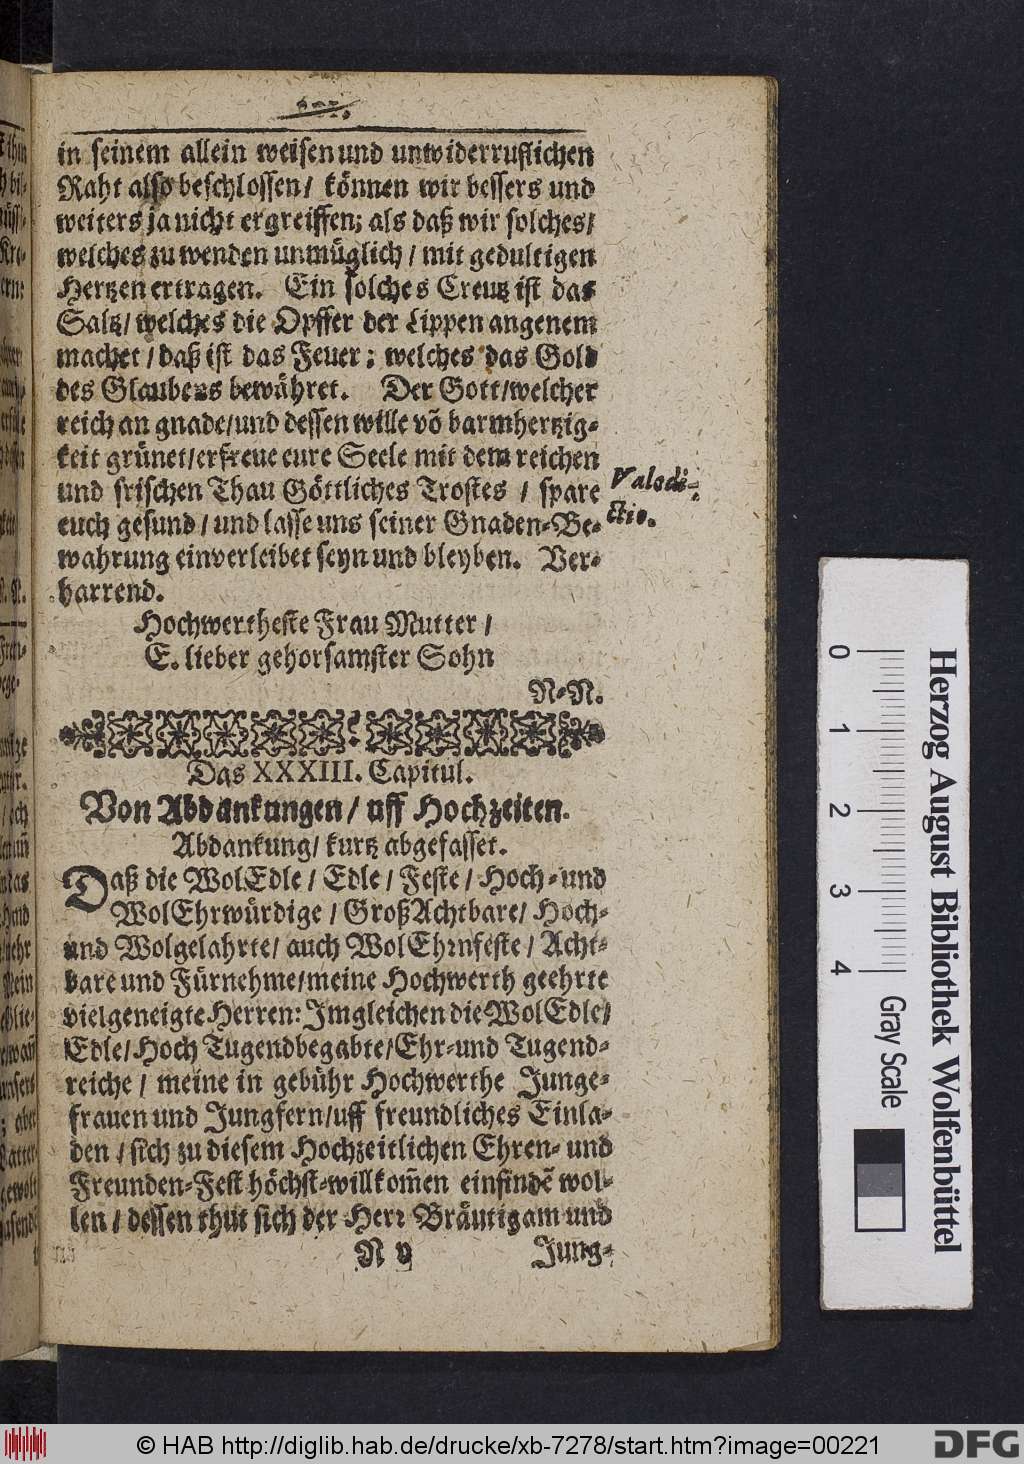 in seinem allein weisen und unwiderruflichen
Raht also beschlossen / können wir bessers und
weiters ja nicht ergreiffen; als daß wir solches/
welches zu wenden unmüglich / mit gedultigen
Hertzen ertragen. Ein solches Creutz ist das
Saltz/ welches die Opffer der Lippen angenem
machet / daß ist das Feuer; welches das Gold
des Glaubens bewähret. Der Gott/welcher
reich an gnade/und dessen wille võ barmhertzig-
keit grünet/erfreue eure Seele mit dem reichen
und frischen Thau Göttliches Trostes / spare
euch gesund / und lasse uns seiner Gnaden-Be-
wahrung einverleibet seyn und bleyben. Ver-
harrend.
Valedi-
ctio.
Hochwertheste Frau Mutter /
E. lieber gehorsamster Sohn
N-N.
Das XXXIII. Capitul.
Von Abdankungen / uff Hochzeiten.
Abdankung/ kurtz abgefasset.
Daß die WolEdle / Edle / Feste / Hoch- und
WolEhrwürdige / GroßAchtbare/ Hoch-
und Wolgelahrte/ auch WolEhrnfeste / Acht-
bare und Fürnehme/meine Hochwerth geehrte
vielgeneigte Herren: Imgleichen die WolEdle/
Edle/ Hoch Tugendbegabte/Ehr-und Tugend-
reiche / meine in gebühr Hochwerthe Junge-
frauen und Jungfern/uff freundliches Einla-
den / sich zu diesem Hochzeitlichen Ehren- und
Freunden-Fest höchst-willkom̃en einfindẽ wol-
len / dessen thut sich der Herr Bräutigam und
N v Jung-
0 1 2 3 4
Gray Scale
Herzog August Bibliothek Wolfenbüttel
© HAB http://diglib.hab.de/drucke/xb-7278/start.htm?image=00221
DFG